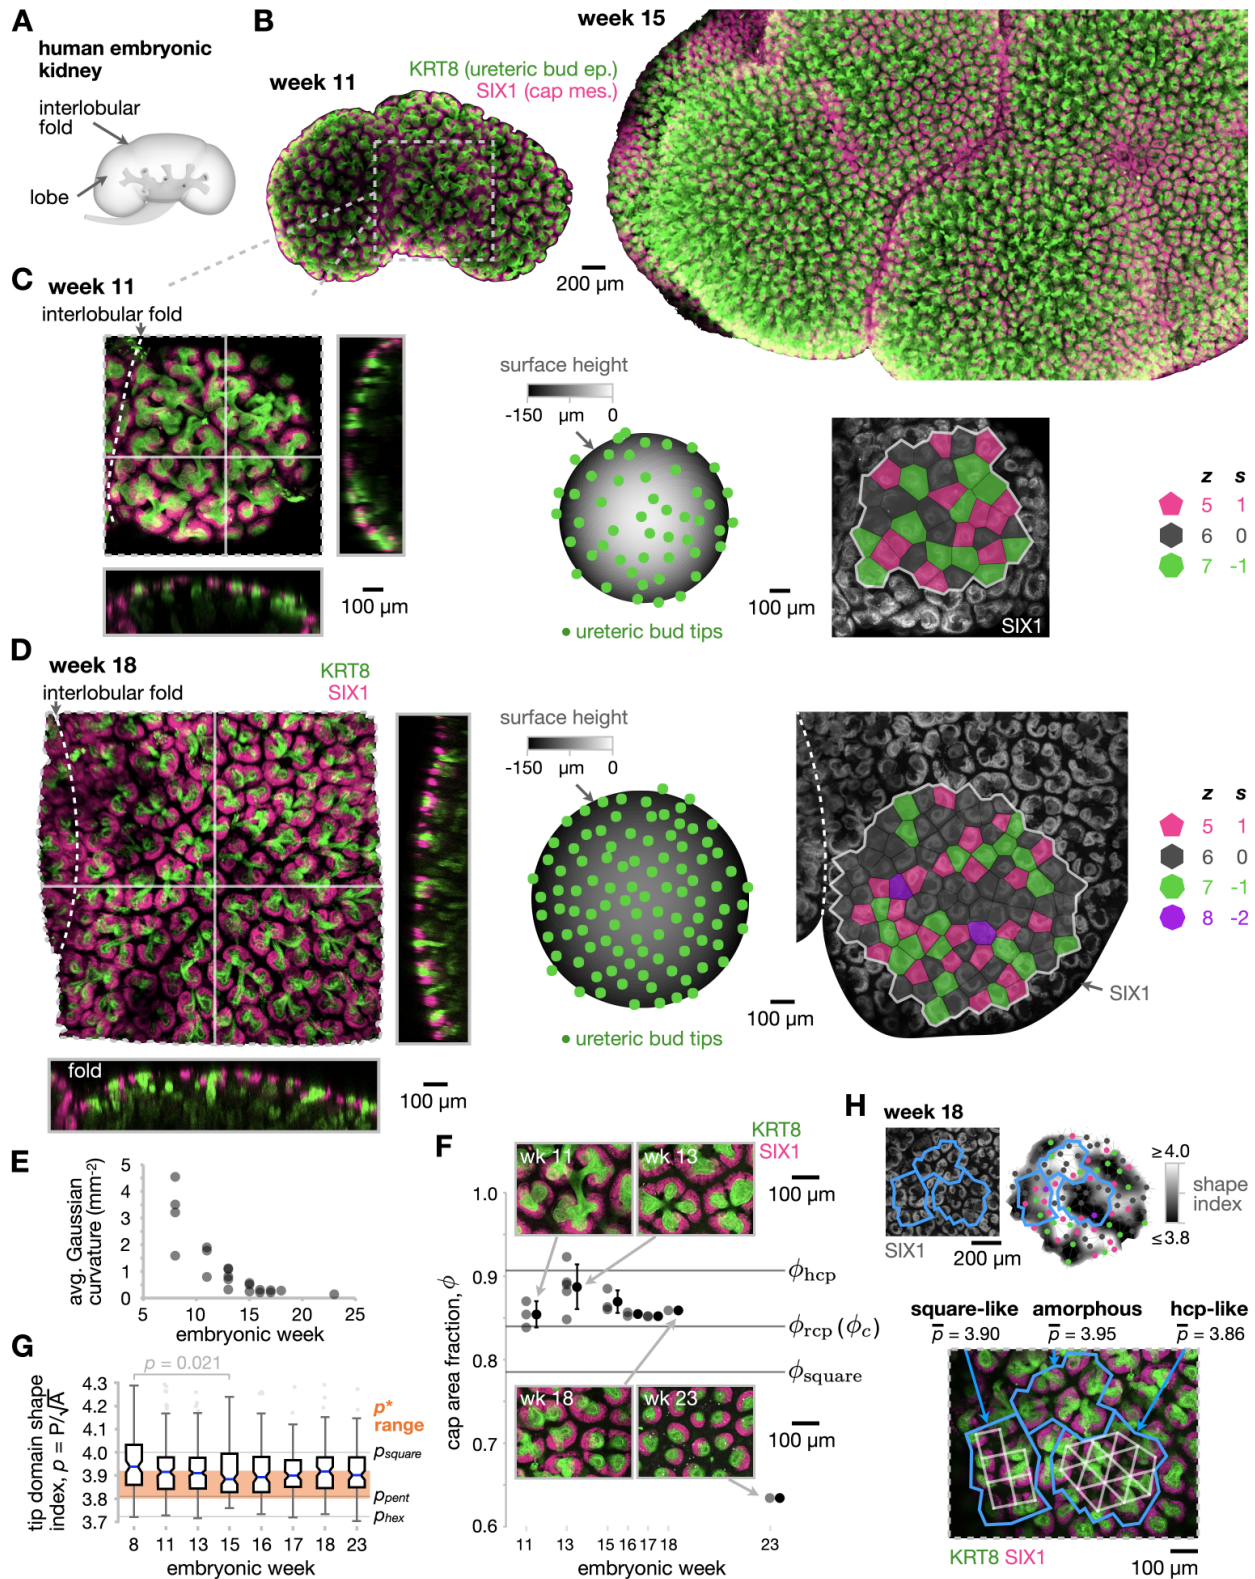 A
human embryonic
kidney
interlobular
fold
lobe
B
week 11
KRT8 (ureteric bud ep.)
SIX1 (cap mes.)
week 15
200 µm
C
week 11
interlobular fold
100 µm
surface height
-150 µm 0
• ureteric bud tips
100 µm
SIX1
z s
5 1
6 0
7 -1
D
week 18
KRT8
SIX1
interlobular fold
fold
100 µm
surface height
-150 µm 0
• ureteric bud tips
100 µm
SIX1
z s
5 1
6 0
7 -1
8 -2
E
avg. Gaussian
curvature (mm-2)
5
4
3
2
1
0
5 10 15 20 25
embryonic week
F
KRT8
SIX1
wk 11
wk 13
100 µm
cap area fraction, ϕ
1.0
0.9
0.8
0.7
0.6
ϕhcp
ϕrcp (ϕc)
ϕsquare
wk 18
wk 23
100 µm
11 13 15 16 17 18 23
embryonic week
G
p = 0.021
tip domain shape
index, p = P/√A
4.3
4.2
4.1
4.0
3.9
3.8
3.7
p*
range
psquare
ppent
phex
8 11 13 15 16 17 18 23
embryonic week
H
week 18
SIX1
200 µm
≥4.0
shape
index
≤3.8
square-like amorphous hcp-like
p̅ = 3.90 p̅ = 3.95 p̅ = 3.86
KRT8 SIX1
100 µm